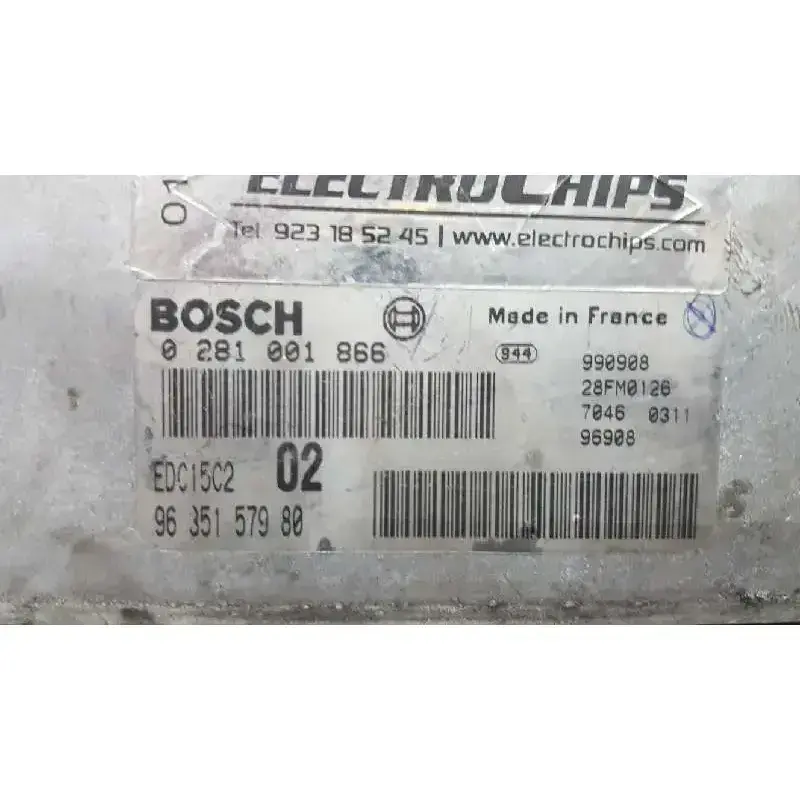 01
ELECTROCHIPS
Tel 923 18 52 45 | www.electrochips.com
BOSCH Made in France
0 281 001 866 944 990908
28FM0126
7046 0311
96908
EDC15C2 02
96 351 579 80